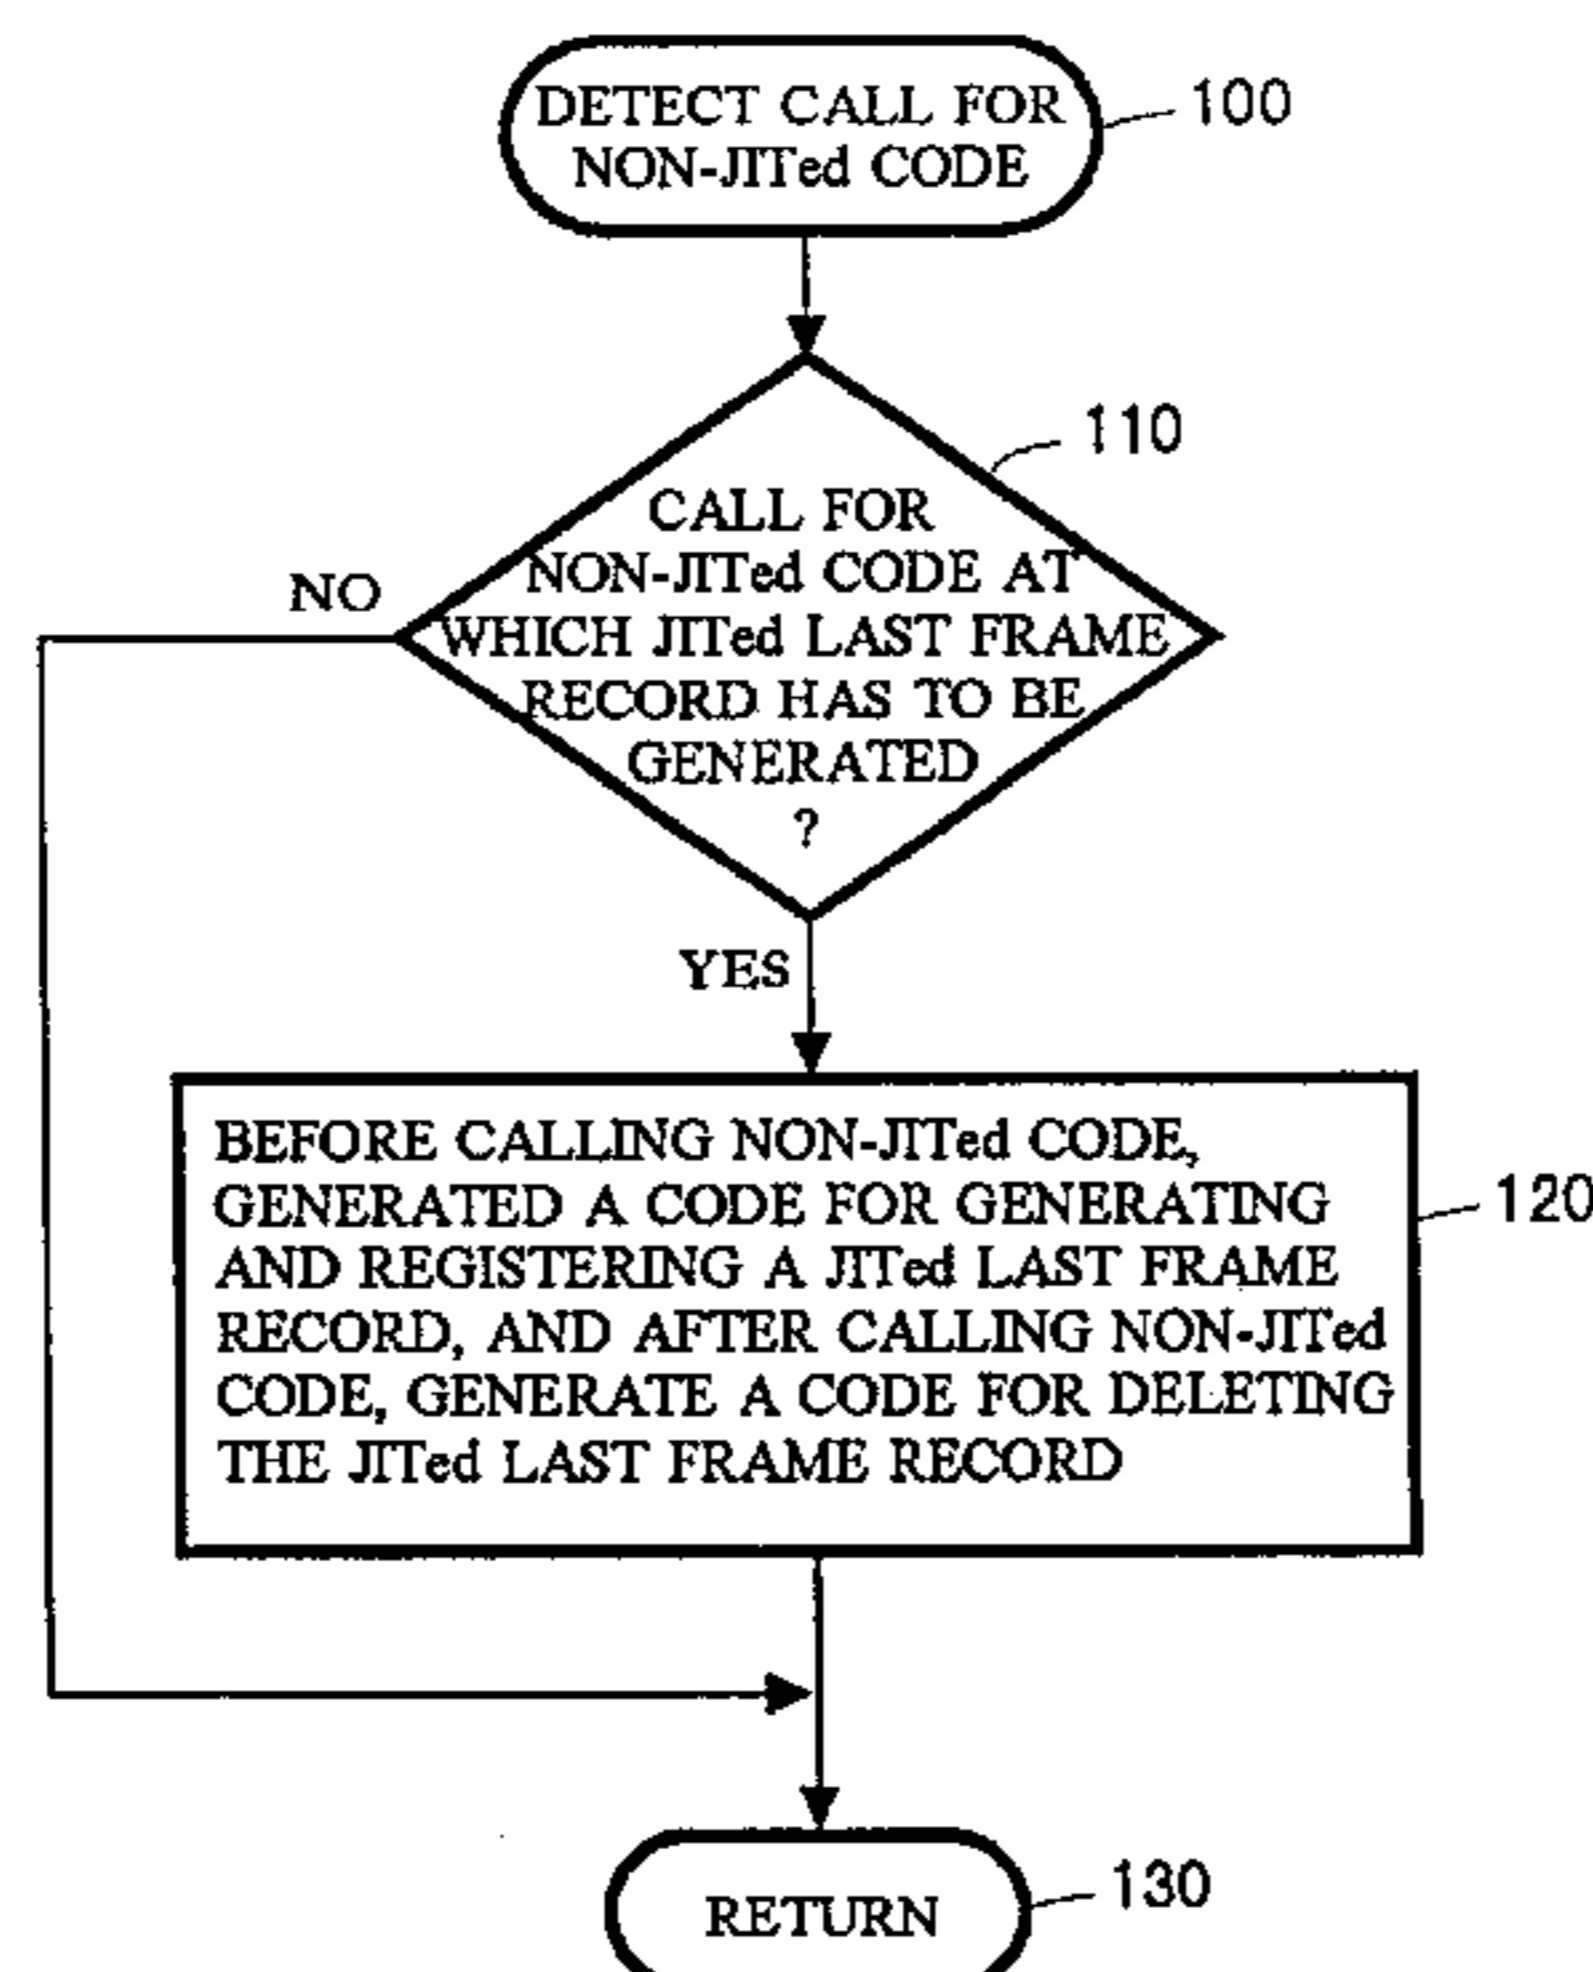 DETECT CALL FOR
NON-JITed CODE
100
110
CALL FOR
NON-JITed CODE AT
WHICH JITed LAST FRAME
RECORD HAS TO BE
GENERATED
?
NO
YES
BEFORE CALLING NON-JITed CODE,
GENERATED A CODE FOR GENERATING
AND REGISTERING A JITed LAST FRAME
RECORD, AND AFTER CALLING NON-JITed
CODE, GENERATE A CODE FOR DELETING
THE JITed LAST FRAME RECORD
120
RETURN
130